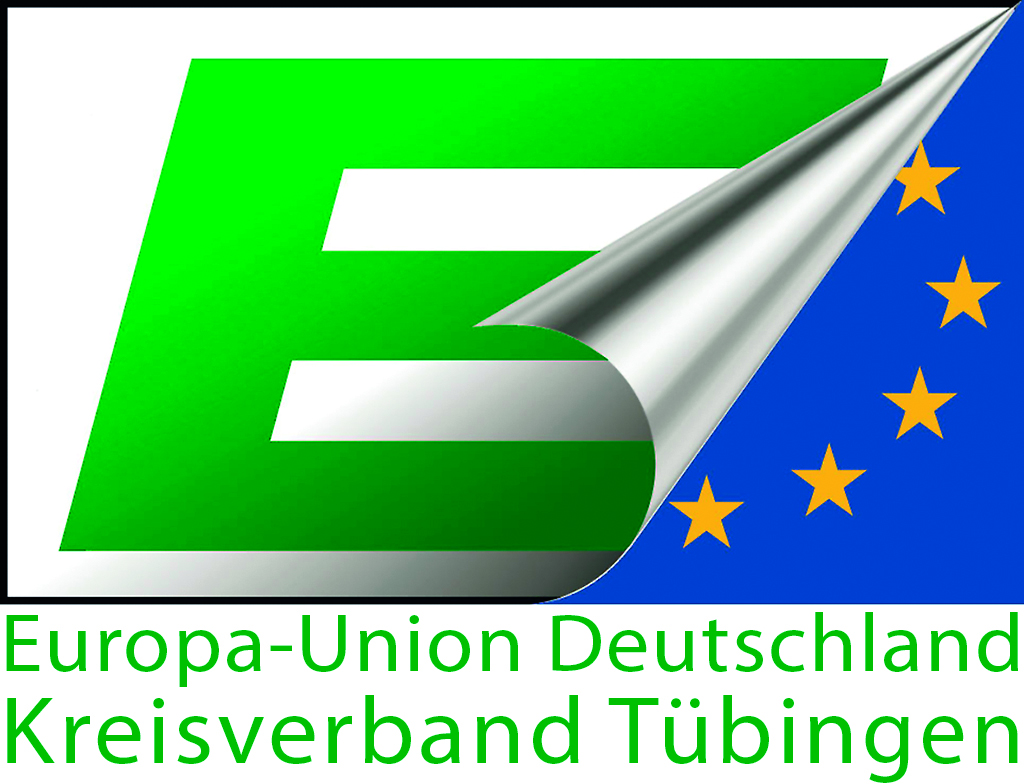 E
Europa-Union Deutschland
Kreisverband Tübingen